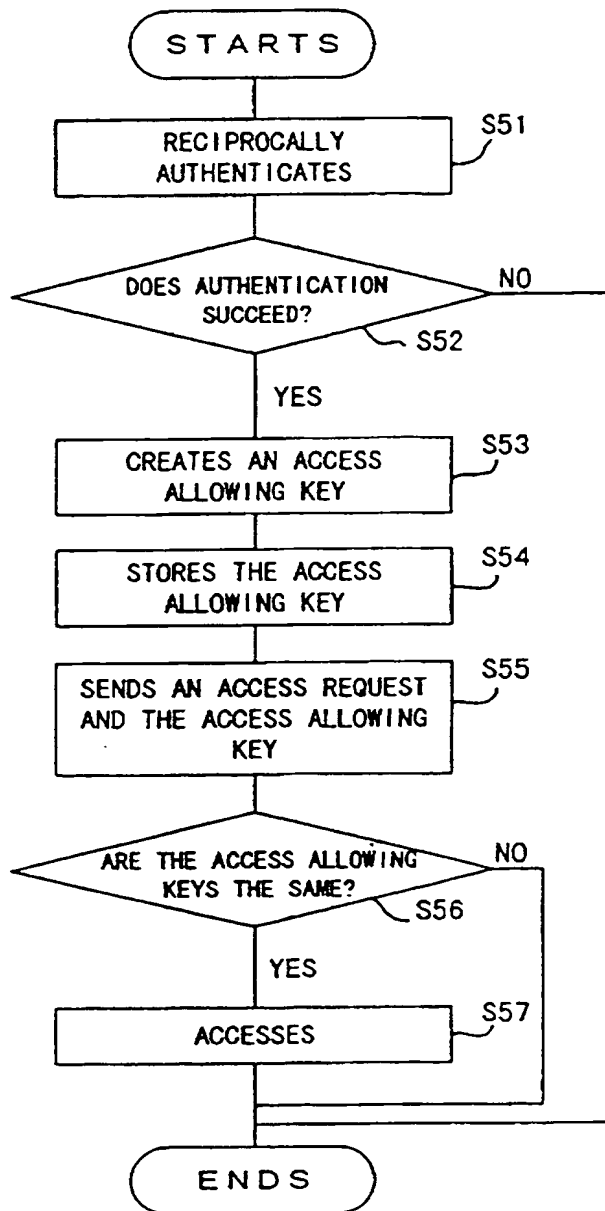 STARTS
RECIPROCALLY
AUTHENTICATES
S51
DOES AUTHENTICATION
SUCCEED?
NO
S52
YES
CREATES AN ACCESS
ALLOWING KEY
S53
STORES THE ACCESS
ALLOWING KEY
S54
SENDS AN ACCESS REQUEST
AND THE ACCESS ALLOWING
KEY
S55
ARE THE ACCESS ALLOWING
KEYS THE SAME?
NO
S56
YES
ACCESSES
S57
ENDS